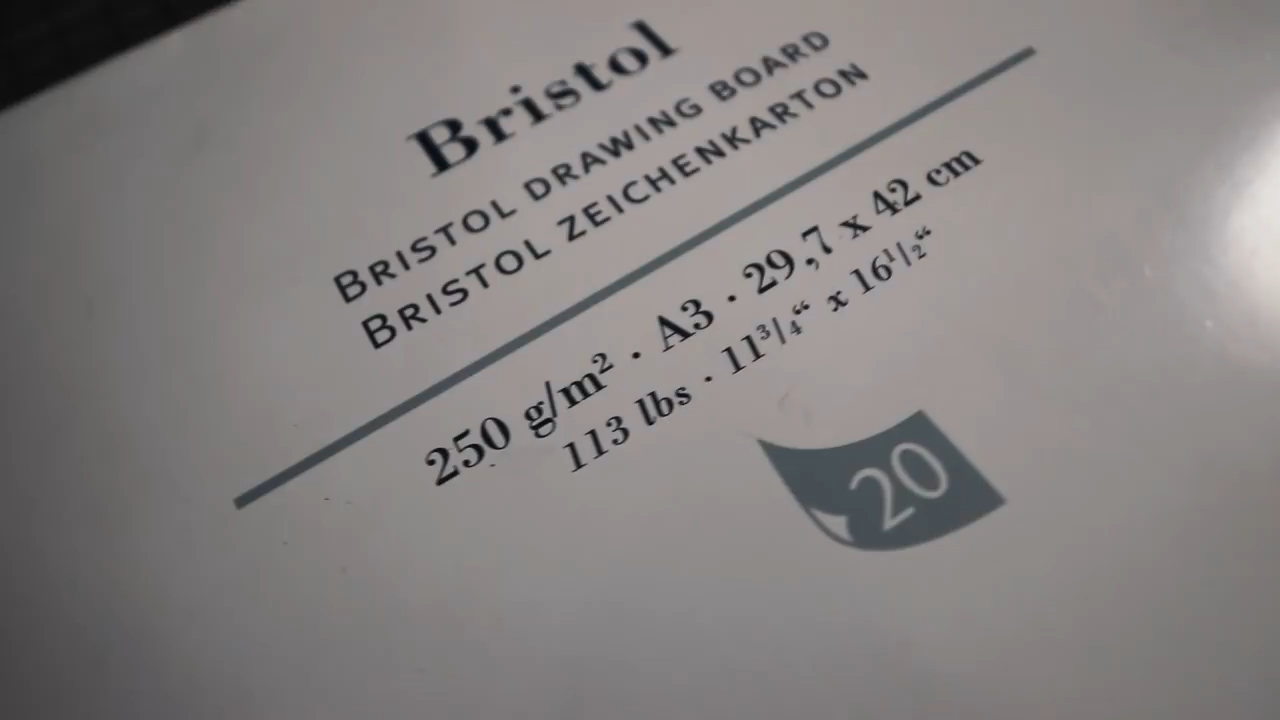 Bristol
BRISTOL DRAWING BOARD
BRISTOL ZEICHENKARTON
250 g/m² · A3 · 29,7 x 42 cm
113 lbs · 11³/₄“ x 16¹/₂“
20